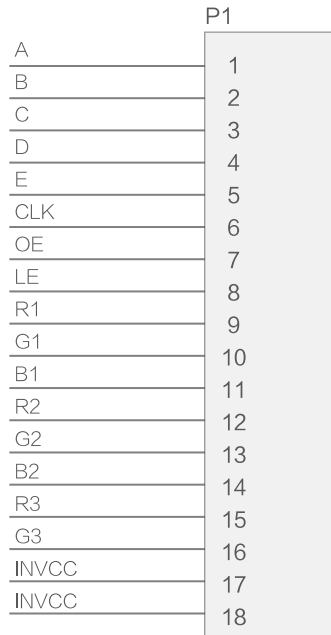 P1
A 1
B 2
C 3
D 4
E 5
CLK 6
OE 7
LE 8
R1 9
G1 10
B1 11
R2 12
G2 13
B2 14
R3 15
G3 16
INVCC 17
INVCC 18